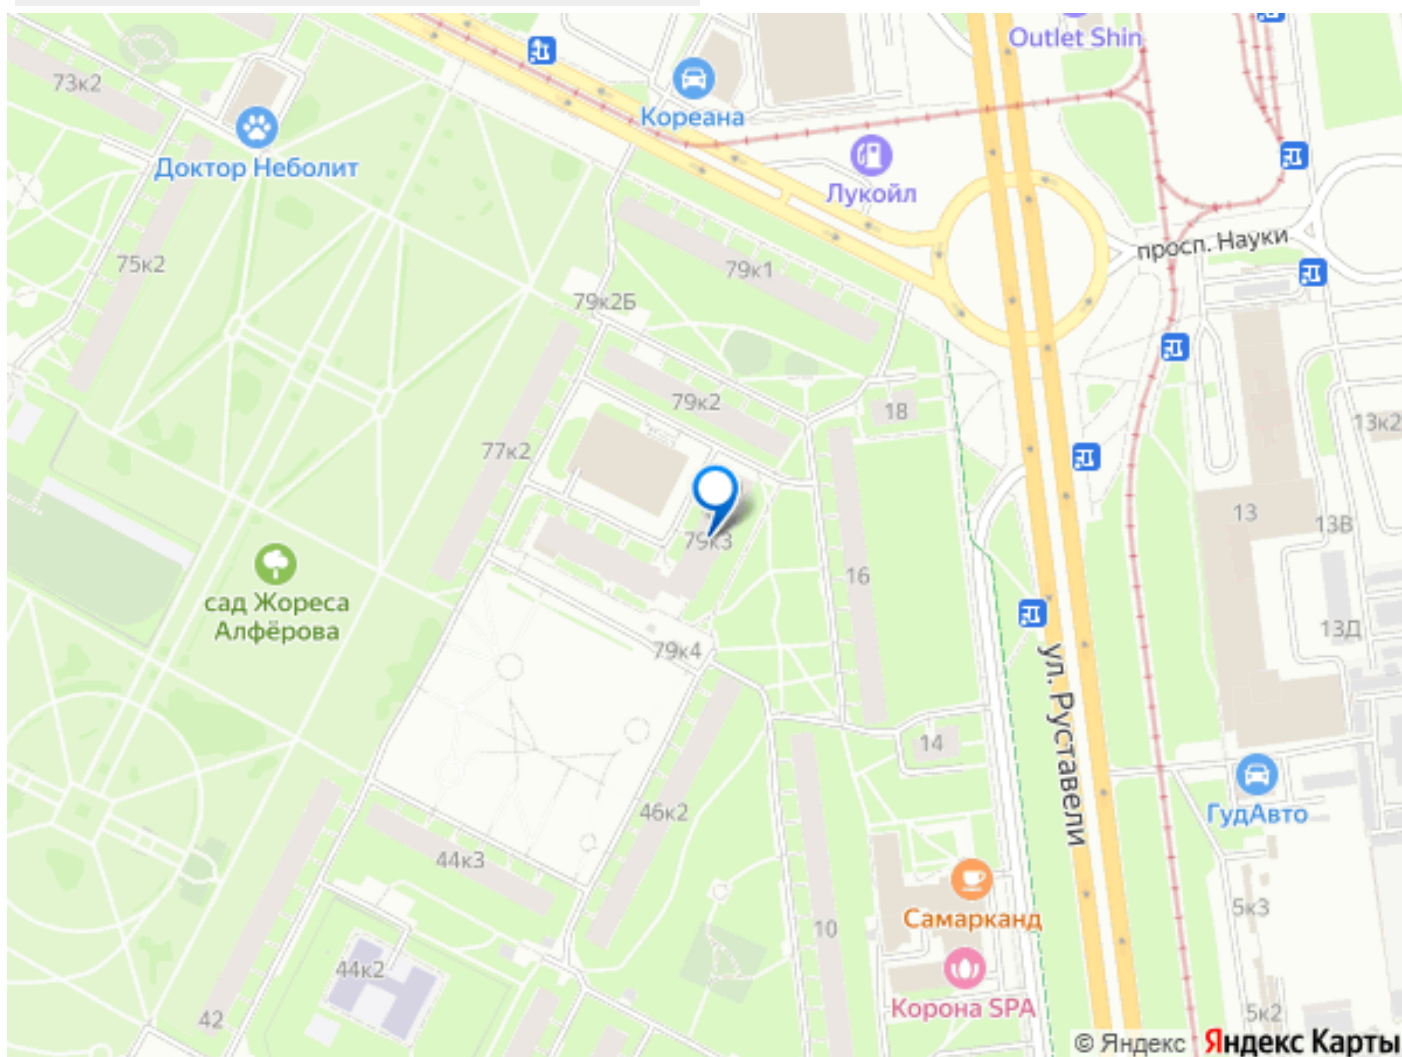 Outlet Shin
73к2
Кореана
Доктор Неболит
Лукойл
просп. Науки
75к2
79к1
79к2Б
79к2
18
13к2
77к2
13
13В
79к3
16
сад Жореса
Алфёрова
13Д
79к4
ул. Руставели
14
46к2
ГудАвто
44к3
Самарканд
5к3
10
44к2
Корона SPA
42
5к2
© Яндекс Яндекс Карты